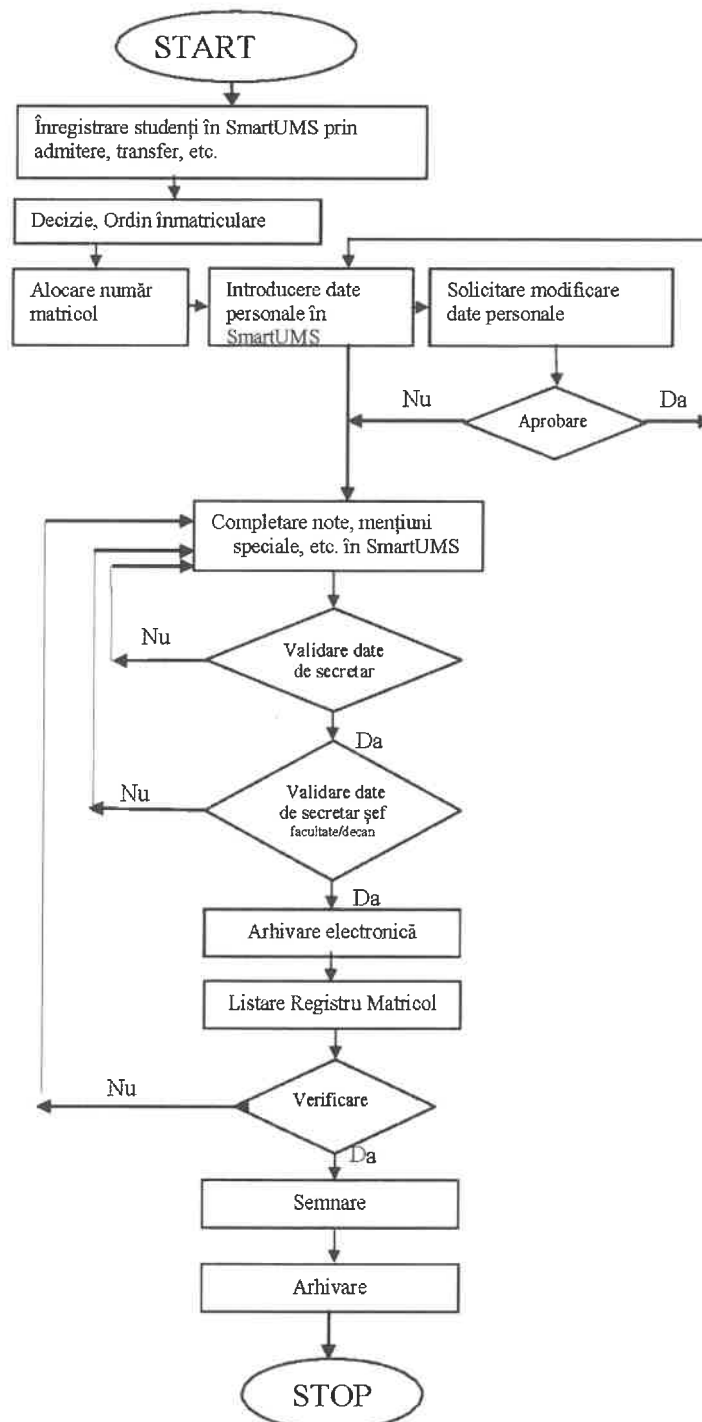 START
Înregistrare studenți în SmartUMS prin
admitere, transfer, etc.
Decizie, Ordin înmatriculare
Alocare număr
matricol
Introducere date
personale în
SmartUMS
Solicitare modificare
date personale
Nu
Aprobare
Da
Completare note, mențiuni
speciale, etc. în SmartUMS
Nu
Validare date
de secretar
Da
Nu
Validare date
de secretar șef
facultate/decan
Da
Arhivare electronică
Listare Registru Matricol
Nu
Verificare
Da
Semnare
Arhivare
STOP